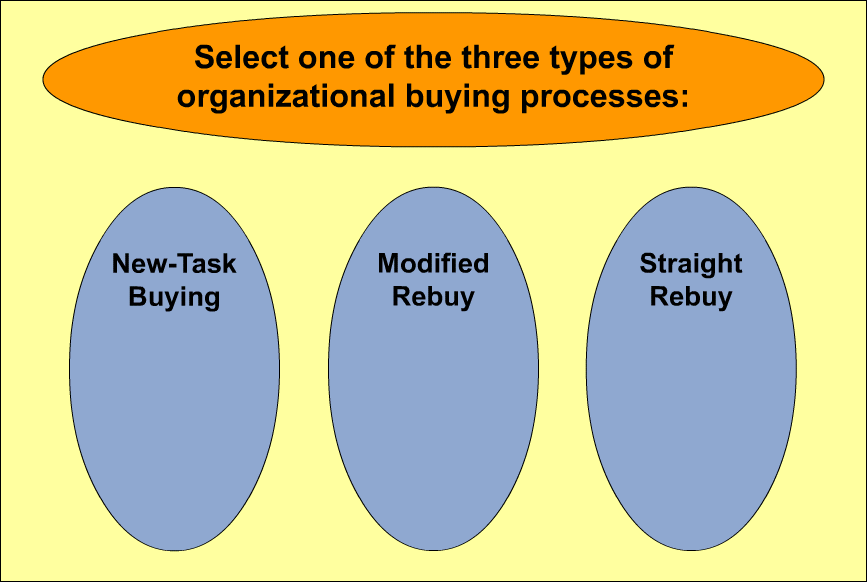 Select one of the three types of
organizational buying processes:
New-Task
Buying
Modified
Rebuy
Straight
Rebuy